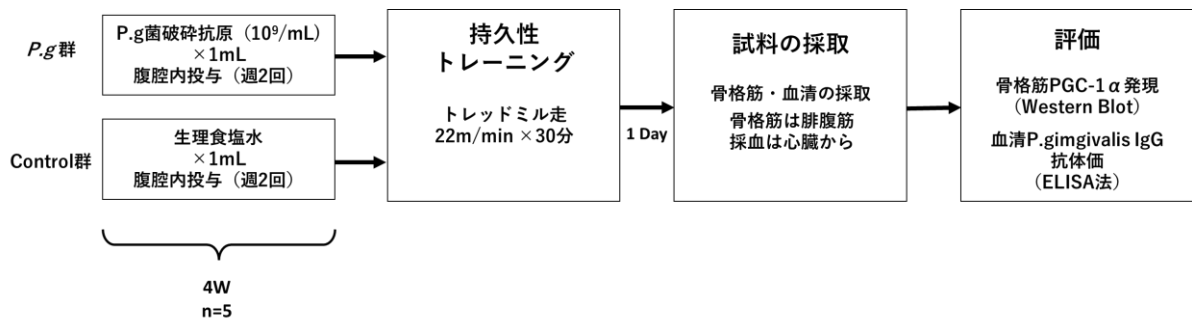 P.g群
P.g菌破砕抗原（10⁹/mL）
×1mL
腹腔内投与（週2回）
Control群
生理食塩水
×1mL
腹腔内投与（週2回）
4W
n=5
持久性
トレーニング
トレッドミル走
22m/min ×30分
1 Day
試料の採取
骨格筋・血清の採取
骨格筋は腓腹筋
採血は心臓から
評価
骨格筋PGC-1α発現
（Western Blot）
血清P.gimgivalis IgG
抗体価
（ELISA法）